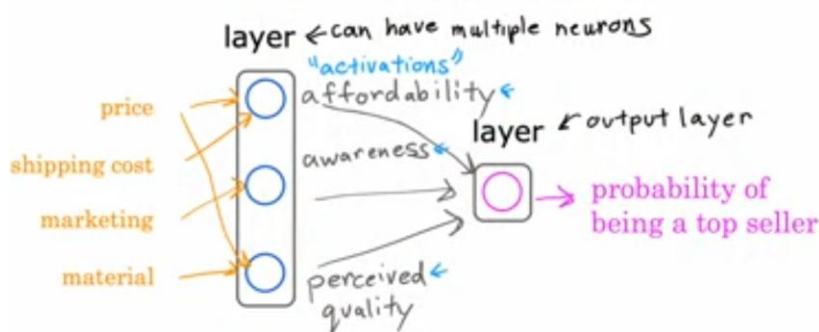 layer ←can have multiple neurons
"activations"
price
affordability
layer ←output layer
shipping cost
awareness
marketing
probability of
being a top seller
material
perceived
quality